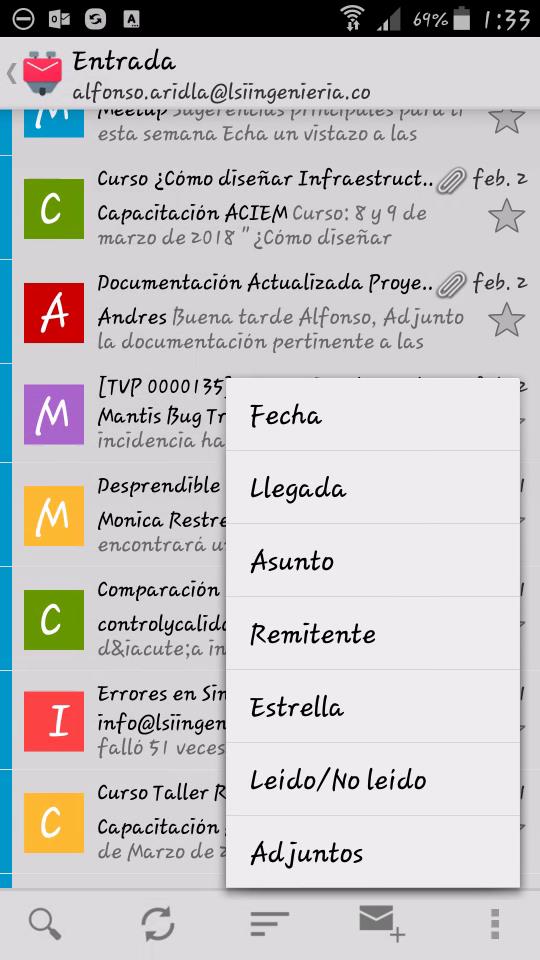 69% 1:33
Entrada
alfonso.aridla@lsiingenieria.co
Meetup Sugerencias principales para ti
esta semana Echa un vistazo a las
C
Curso ¿Cómo diseñar Infraestruct.. feb. 2
Capacitación ACIEM Curso: 8 y 9 de
marzo de 2018 " ¿Cómo diseñar
A
Documentación Actualizada Proye.. feb. 2
Andres Buena tarde Alfonso, Adjunto
la documentación pertinente a las
M
[TVP 0000135]
Mantis Bug Tr
incidencia ha
M
Desprendible
Monica Restre
encontrará u
C
Comparación
controlycalida
d&iacute;a in
I
Errores en Sin
info@lsiingen
falló 51 veces
C
Curso Taller R
Capacitación
de Marzo de 2
Fecha
Llegada
Asunto
Remitente
Estrella
Leído/No leído
Adjuntos